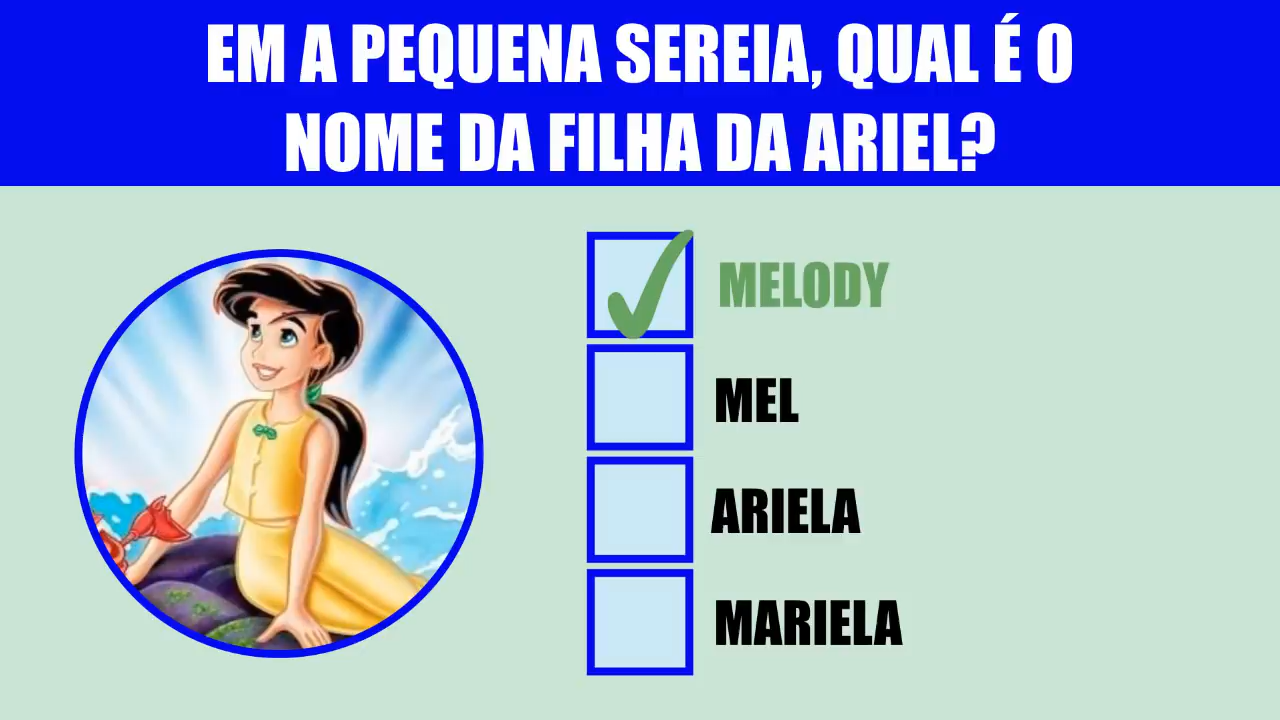 EM A PEQUENA SEREIA, QUAL É O
NOME DA FILHA DA ARIEL?
MELODY
MEL
ARIELA
MARIELA